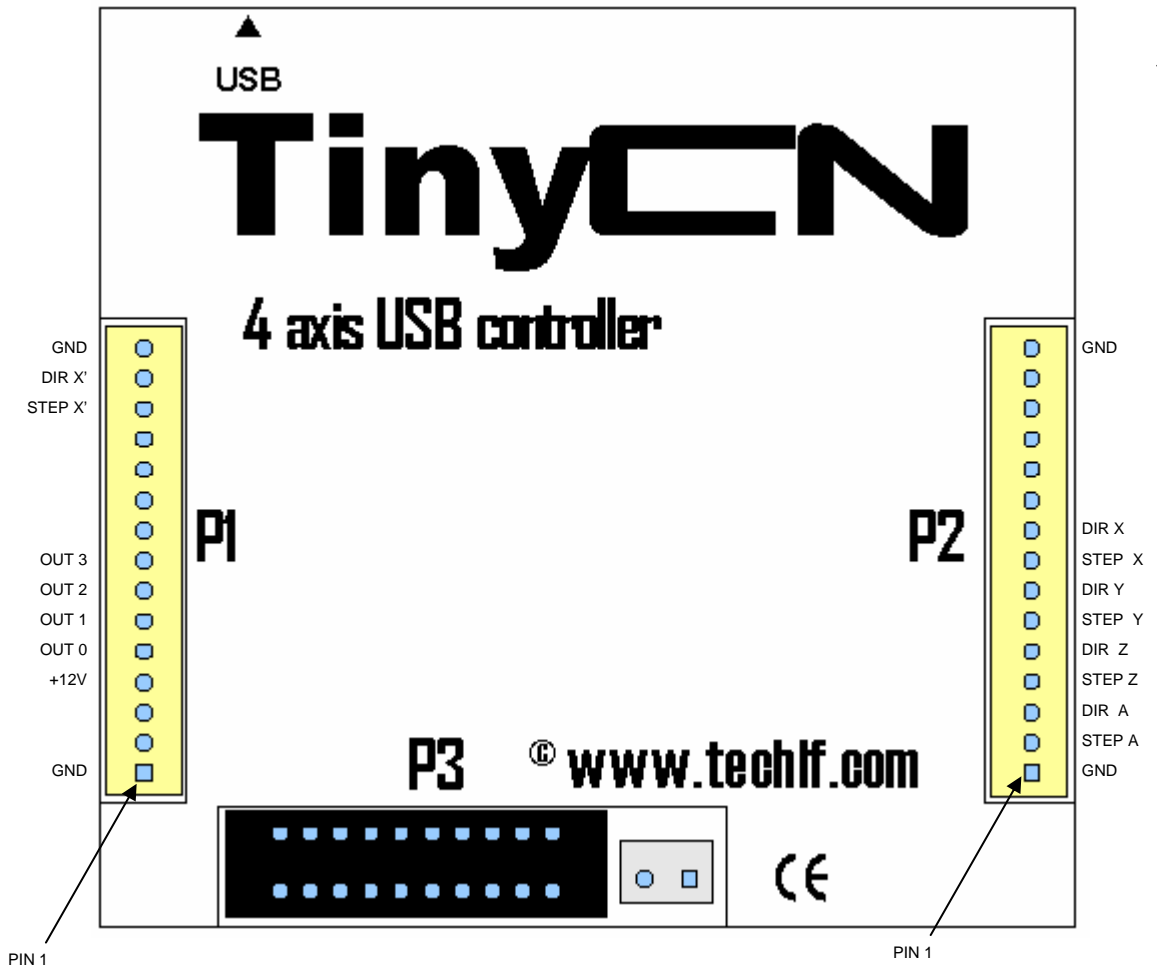 USB
TinyCN
4 axis USB controller
GND
DIR X'
STEP X'
OUT 3
OUT 2
OUT 1
OUT 0
+12V
GND
P1
P2
GND
DIR X
STEP X
DIR Y
STEP Y
DIR Z
STEP Z
DIR A
STEP A
GND
P3
© www.techlf.com
CE
PIN 1
PIN 1